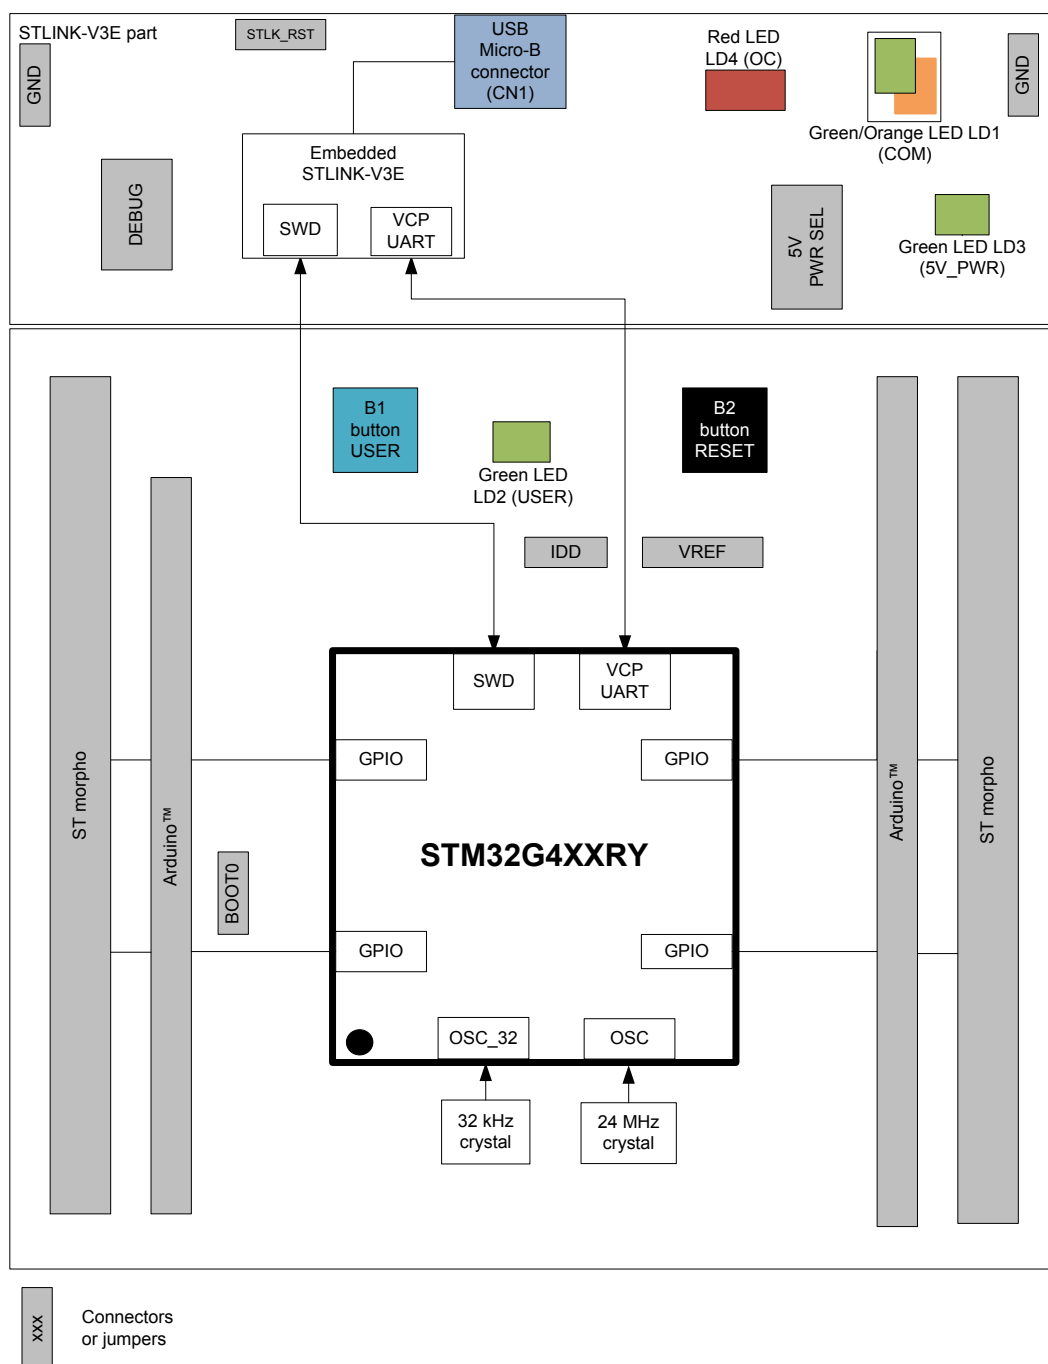 STLINK-V3E part
STLK_RST
USB
Micro-B
connector
(CN1)
Red LED
LD4 (OC)
GND
GND
Green/Orange LED LD1
(COM)
Embedded
STLINK-V3E
SWD
VCP
UART
DEBUG
5V
PWR SEL
Green LED LD3
(5V_PWR)
B1
button
USER
Green LED
LD2 (USER)
B2
button
RESET
IDD
VREF
SWD
VCP
UART
GPIO
GPIO
ST morpho
Arduino™
BOOT0
STM32G4XXRY
Arduino™
ST morpho
GPIO
GPIO
OSC_32
OSC
32 kHz
crystal
24 MHz
crystal
xxx
Connectors
or jumpers